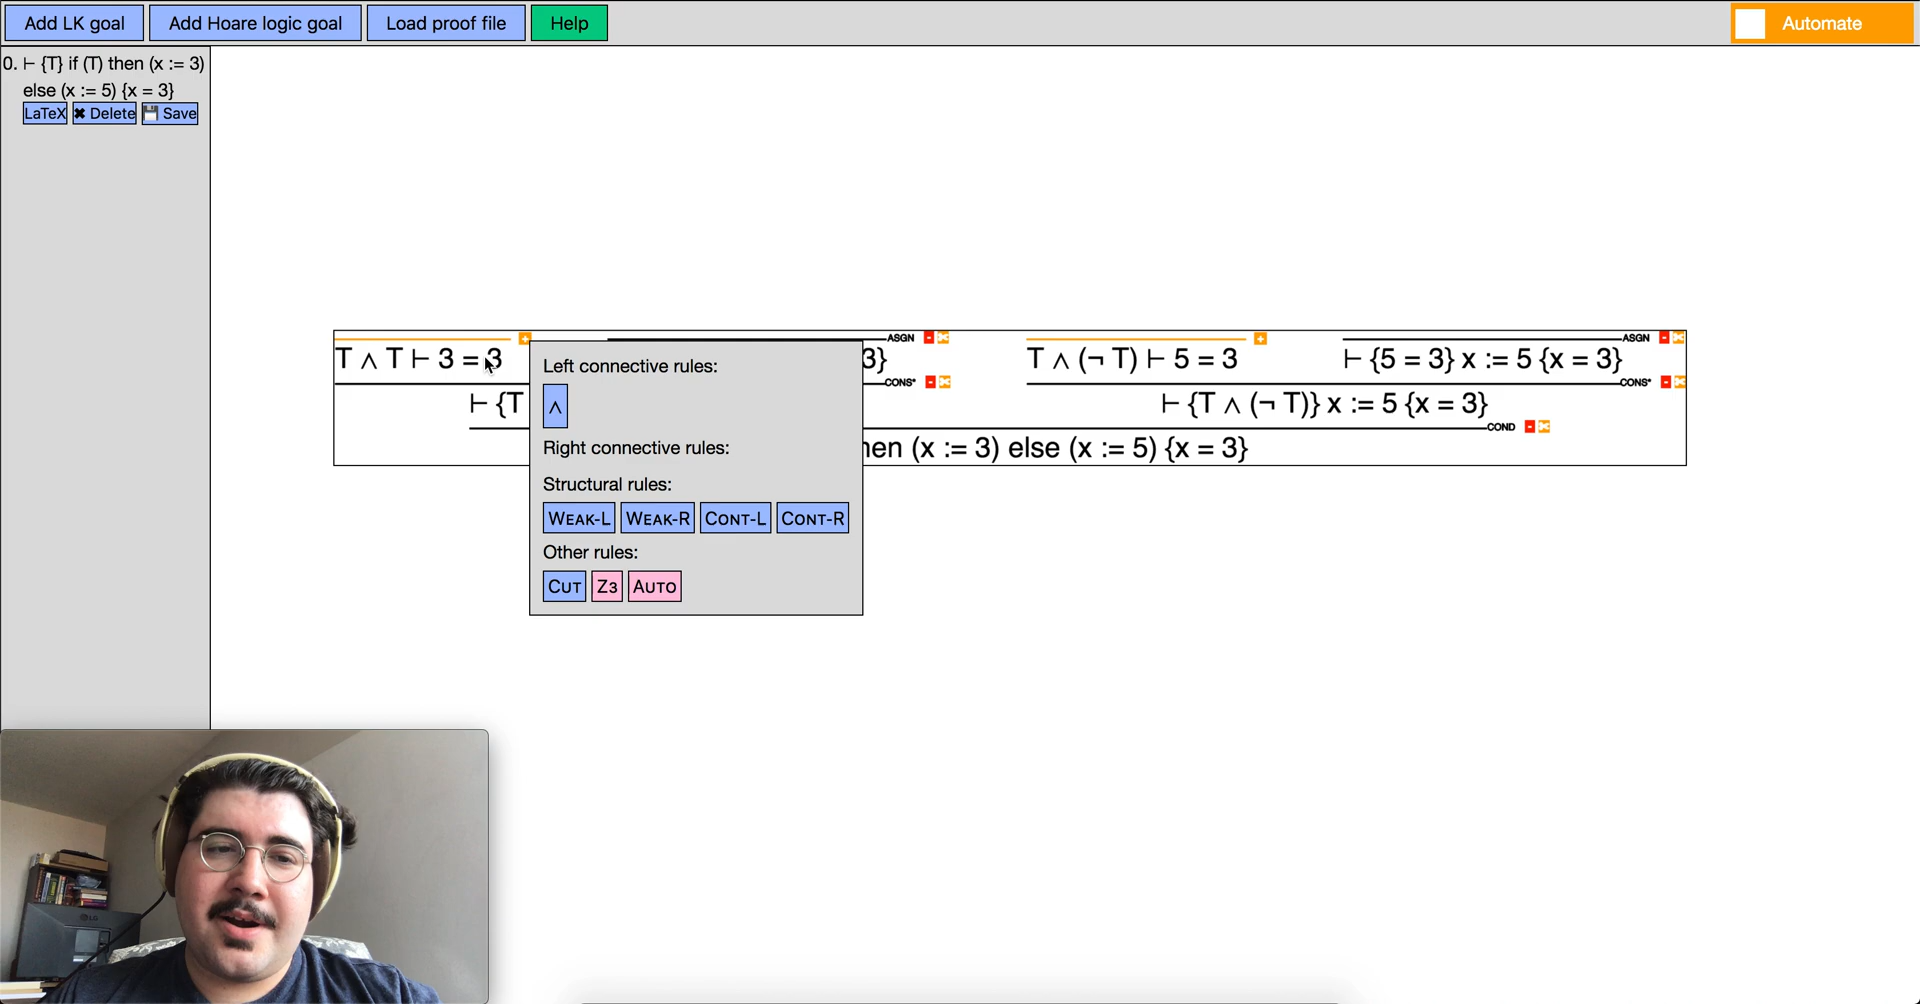 Add LK goal Add Hoare logic goal Load proof file Help Automate
0. ⊢ {T} if (T) then (x := 3)
else (x := 5) {x = 3}
LaTeX ✖ Delete 💾 Save
+ ASGN - + ASGN -
T ∧ T ⊢ 3 = 3 3} T ∧ (¬ T) ⊢ 5 = 3 ⊢ {5 = 3} x := 5 {x = 3}
CONS* - CONS* -
⊢ {T ⊢ {T ∧ (¬ T)} x := 5 {x = 3}
COND -
hen (x := 3) else (x := 5) {x = 3}
Left connective rules:
∧
Right connective rules:
Structural rules:
WEAK-L WEAK-R CONT-L CONT-R
Other rules:
CUT Z3 AUTO
LG